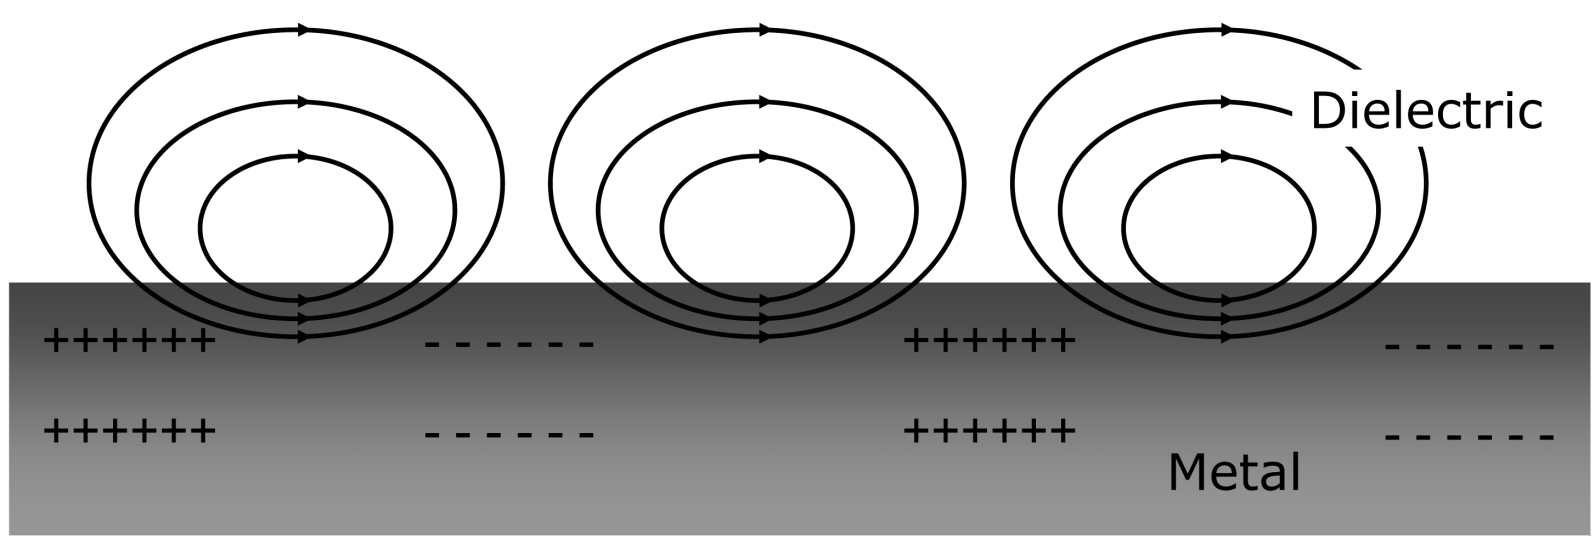 Dielectric
++++++ - - - - - - ++++++ - - - - - -
++++++ - - - - - - ++++++ - - - - - -
Metal